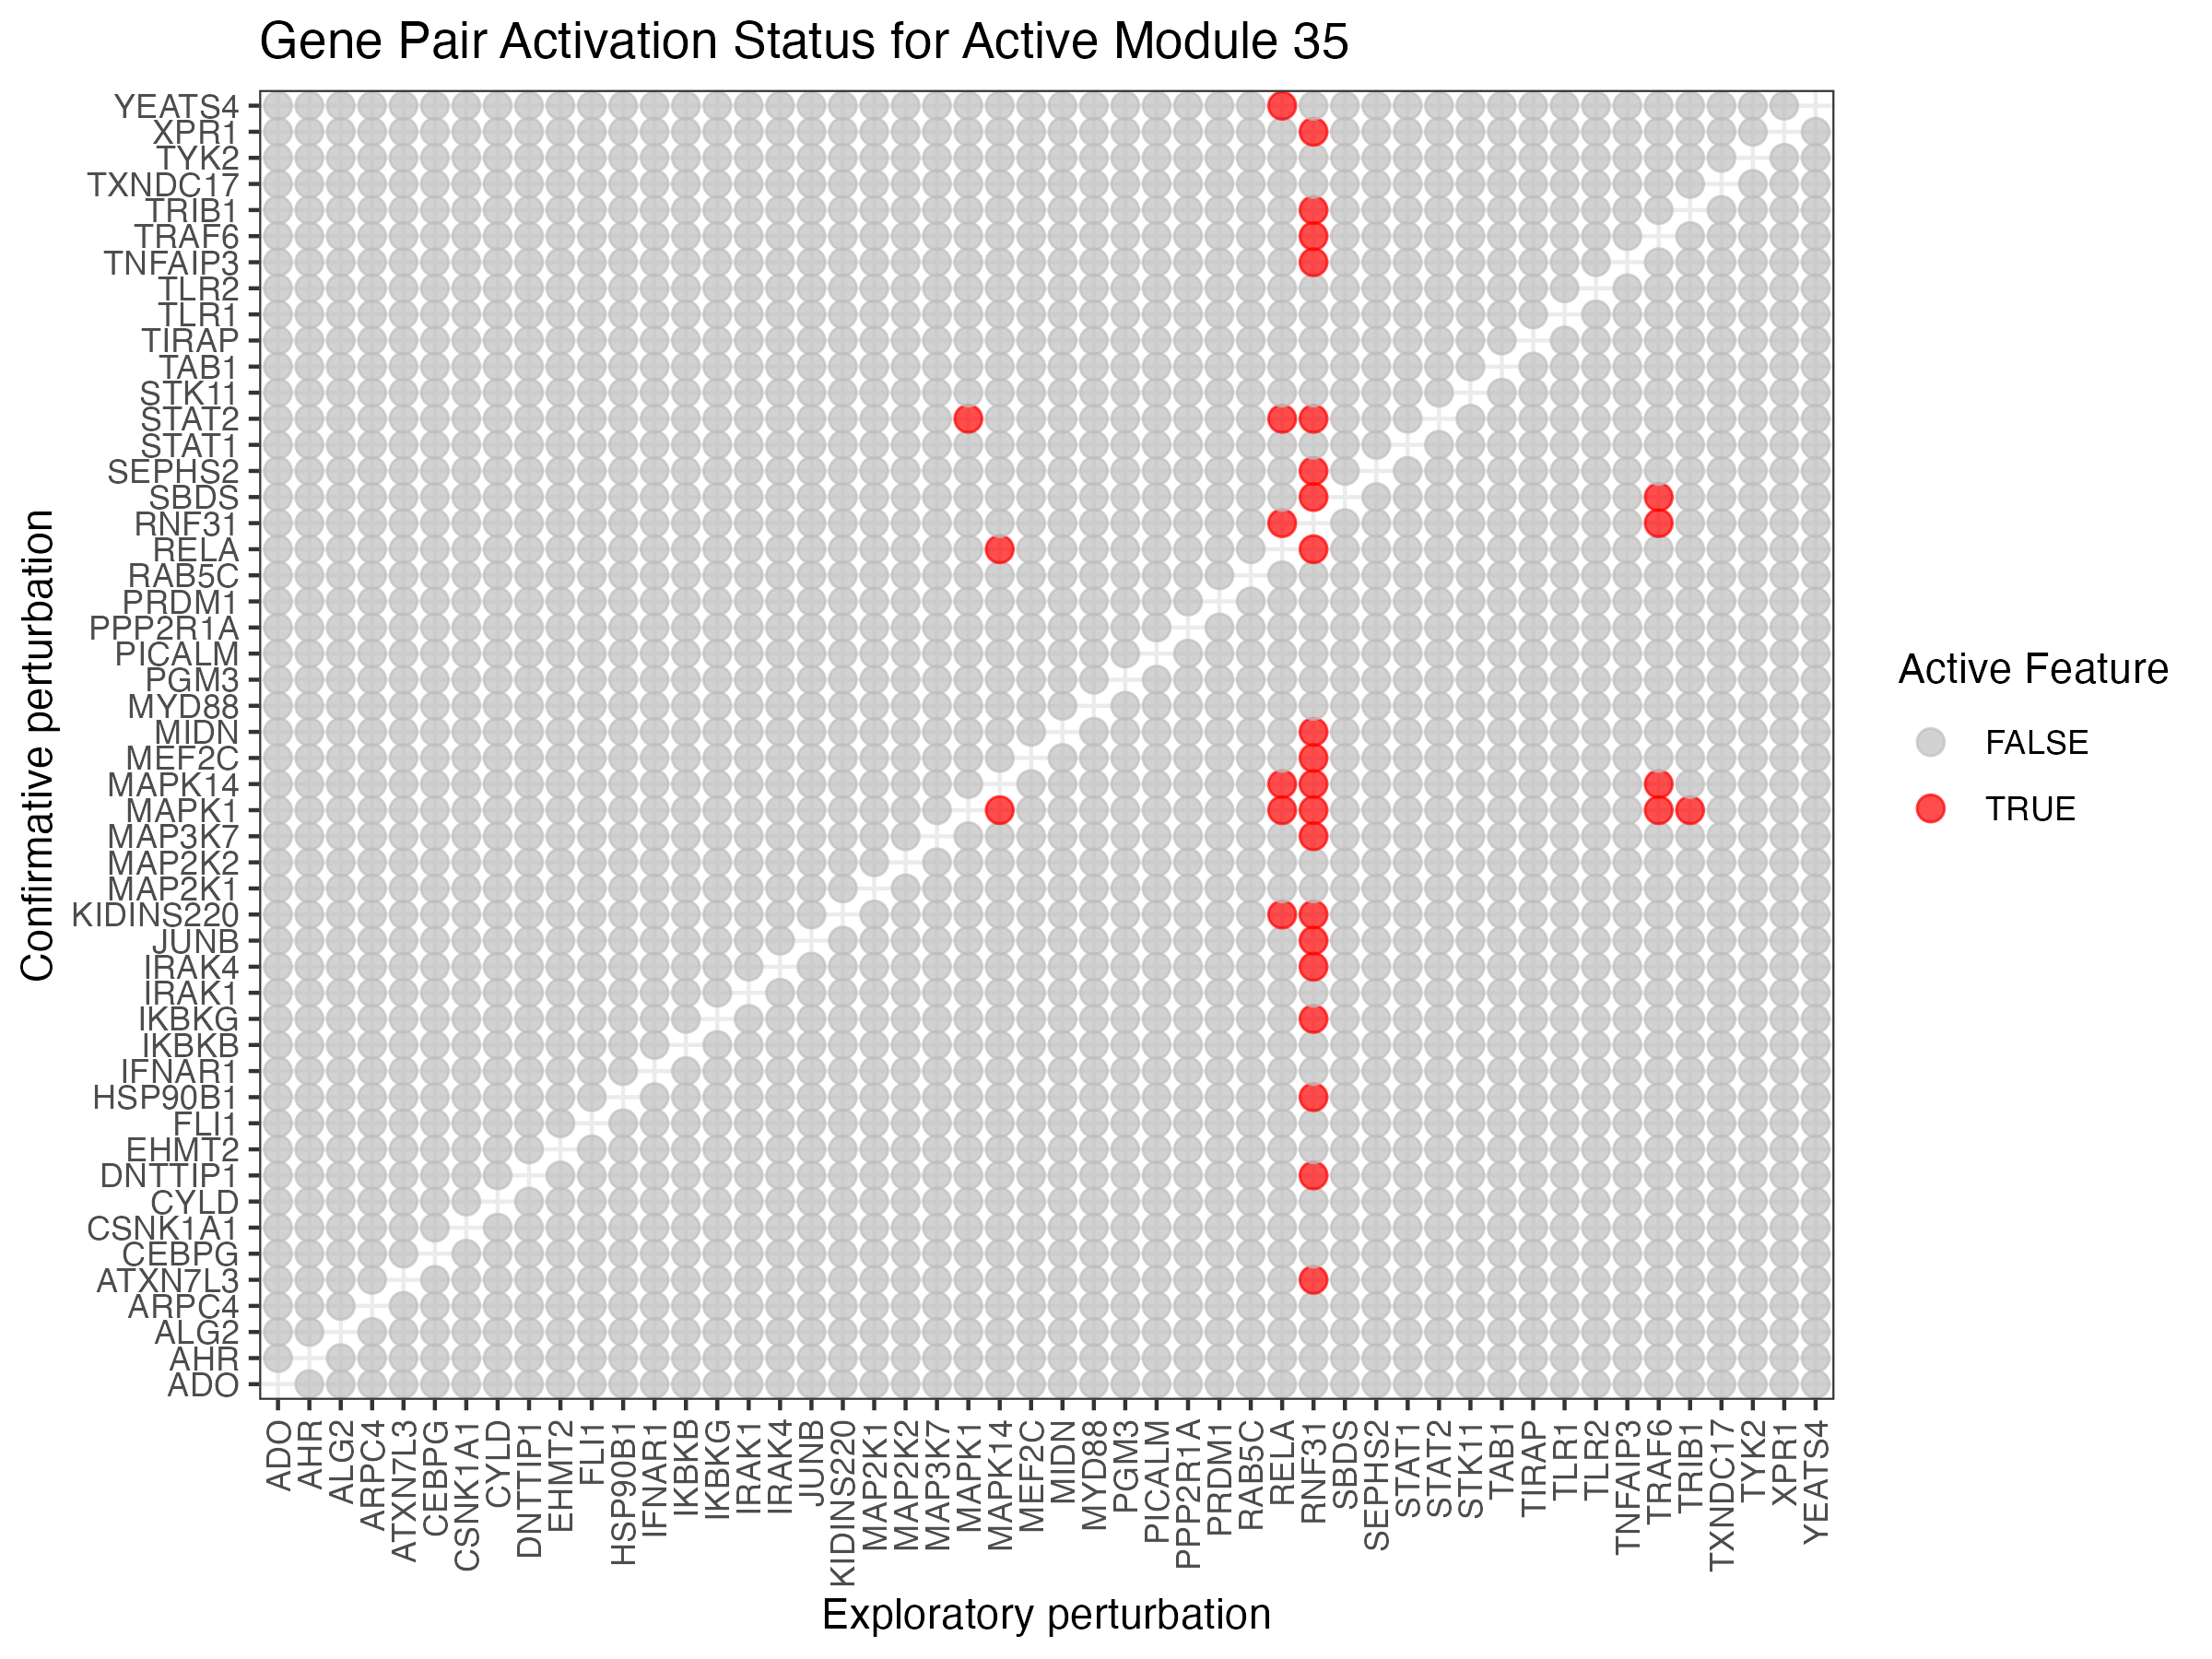 Gene Pair Activation Status for Active Module 35
Confirmative perturbation
YEATS4
XPR1
TYK2
TXNDC17
TRIB1
TRAF6
TNFAIP3
TLR2
TLR1
TIRAP
TAB1
STK11
STAT2
STAT1
SEPHS2
SBDS
RNF31
RELA
RAB5C
PRDM1
PPP2R1A
PICALM
PGM3
MYD88
MIDN
MEF2C
MAPK14
MAPK1
MAP3K7
MAP2K2
MAP2K1
KIDINS220
JUNB
IRAK4
IRAK1
IKBKG
IKBKB
IFNAR1
HSP90B1
FLI1
EHMT2
DNTTIP1
CYLD
CSNK1A1
CEBPG
ATXN7L3
ARPC4
ALG2
AHR
ADO
ADO
AHR
ALG2
ARPC4
ATXN7L3
CEBPG
CSNK1A1
CYLD
DNTTIP1
EHMT2
FLI1
HSP90B1
IFNAR1
IKBKB
IKBKG
IRAK1
IRAK4
JUNB
KIDINS220
MAP2K1
MAP2K2
MAP3K7
MAPK1
MAPK14
MEF2C
MIDN
MYD88
PGM3
PICALM
PPP2R1A
PRDM1
RAB5C
RELA
RNF31
SBDS
SEPHS2
STAT1
STAT2
STK11
TAB1
TIRAP
TLR1
TLR2
TNFAIP3
TRAF6
TRIB1
TXNDC17
TYK2
XPR1
YEATS4
Exploratory perturbation
Active Feature
FALSE
TRUE